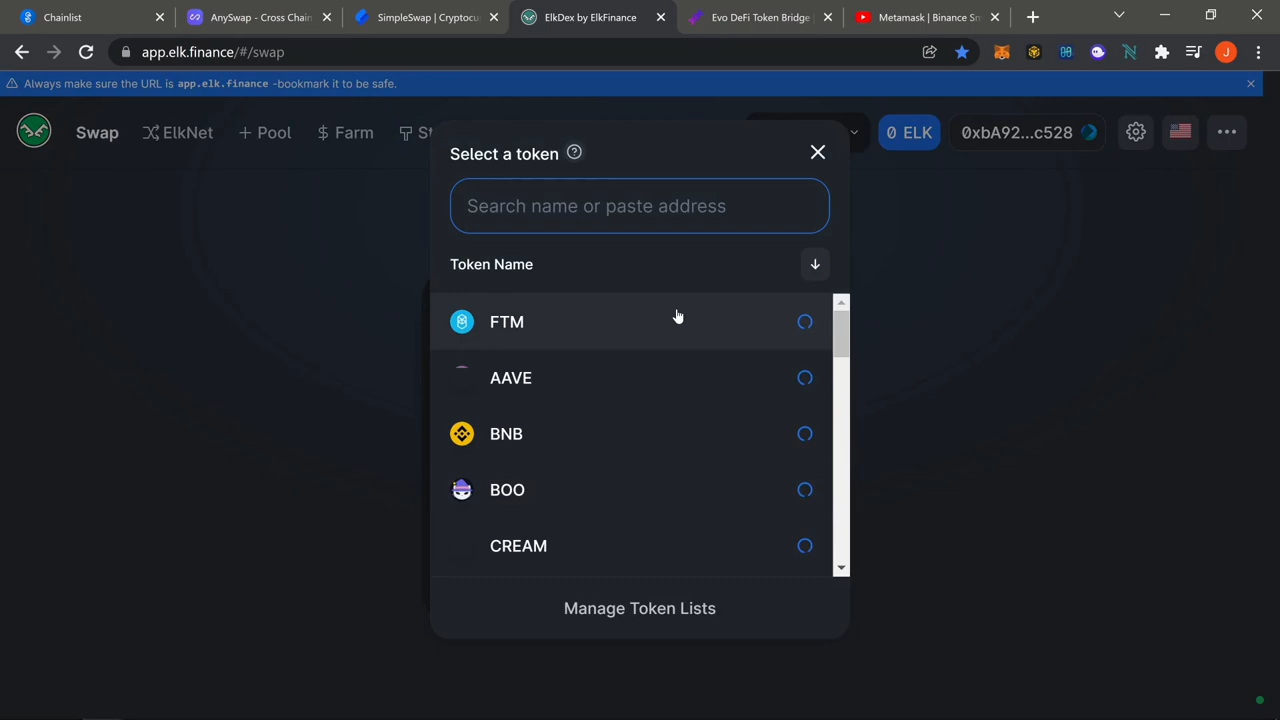 Chainlist
AnySwap - Cross Chain
SimpleSwap | Cryptocu
ElkDex by ElkFinance
Evo DeFi Token Bridge
Metamask | Binance Sm
app.elk.finance/#/swap
J
Always make sure the URL is app.elk.finance -bookmark it to be safe.
Swap
ElkNet
+ Pool
$ Farm
St
0 ELK
0xbA92...c528
Select a token
Search name or paste address
Token Name
FTM
AAVE
BNB
BOO
CREAM
Manage Token Lists